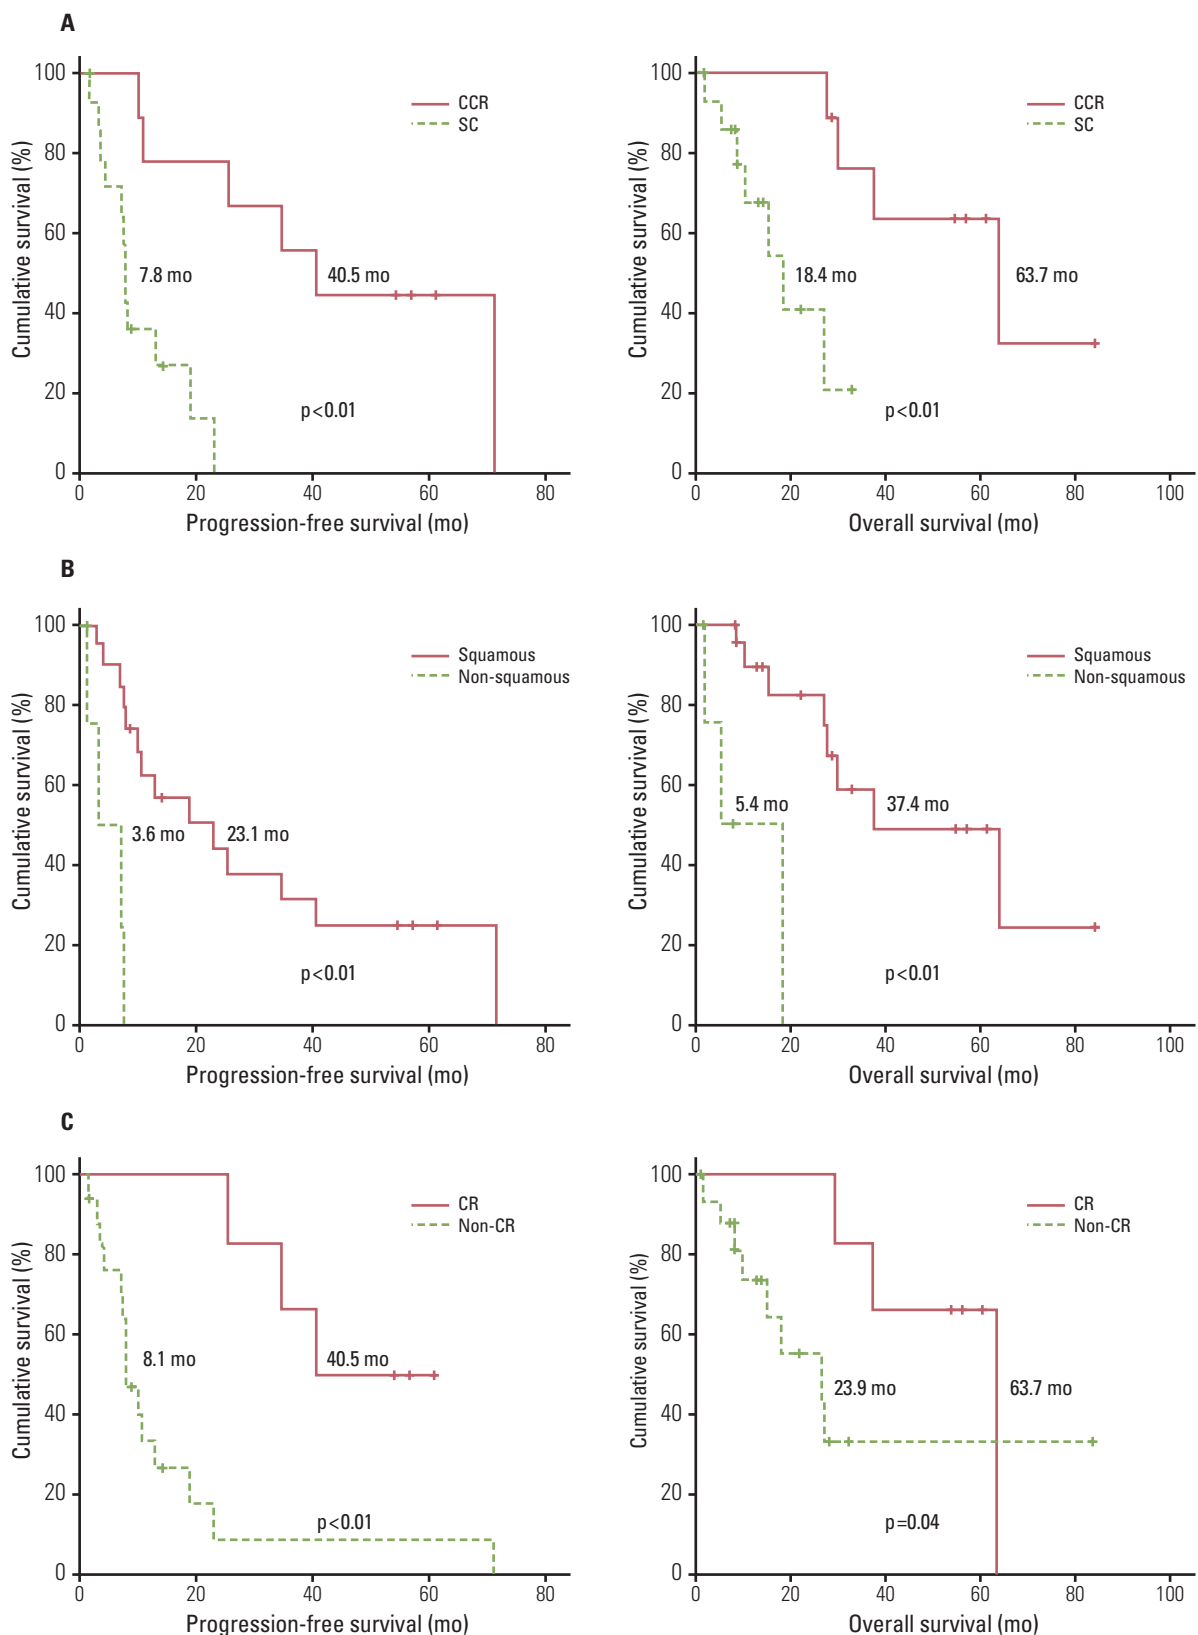 A
100
80
60
40
20
0
Cumulative survival (%)
CCR
SC
7.8 mo
40.5 mo
p<0.01
0 20 40 60 80
Progression-free survival (mo)
100
80
60
40
20
0
Cumulative survival (%)
CCR
SC
18.4 mo
63.7 mo
p<0.01
0 20 40 60 80 100
Overall survival (mo)
B
100
80
60
40
20
0
Cumulative survival (%)
Squamous
Non-squamous
3.6 mo
23.1 mo
p<0.01
0 20 40 60 80
Progression-free survival (mo)
100
80
60
40
20
0
Cumulative survival (%)
Squamous
Non-squamous
5.4 mo
37.4 mo
p<0.01
0 20 40 60 80 100
Overall survival (mo)
C
100
80
60
40
20
0
Cumulative survival (%)
CR
Non-CR
8.1 mo
40.5 mo
p<0.01
0 20 40 60 80
Progression-free survival (mo)
100
80
60
40
20
0
Cumulative survival (%)
CR
Non-CR
23.9 mo
63.7 mo
p=0.04
0 20 40 60 80 100
Overall survival (mo)